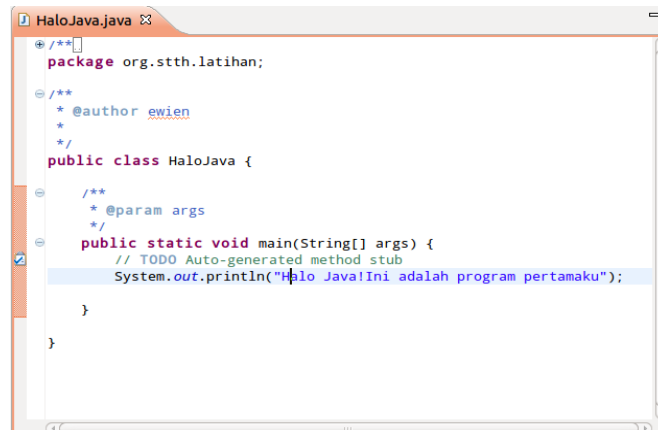 HaloJava.java
/**
package org.stth.latihan;
/**
 * @author ewien
 *
 */
public class HaloJava {
    /**
     * @param args
     */
    public static void main(String[] args) {
        // TODO Auto-generated method stub
        System.out.println("Halo Java!Ini adalah program pertamaku");
    }
}